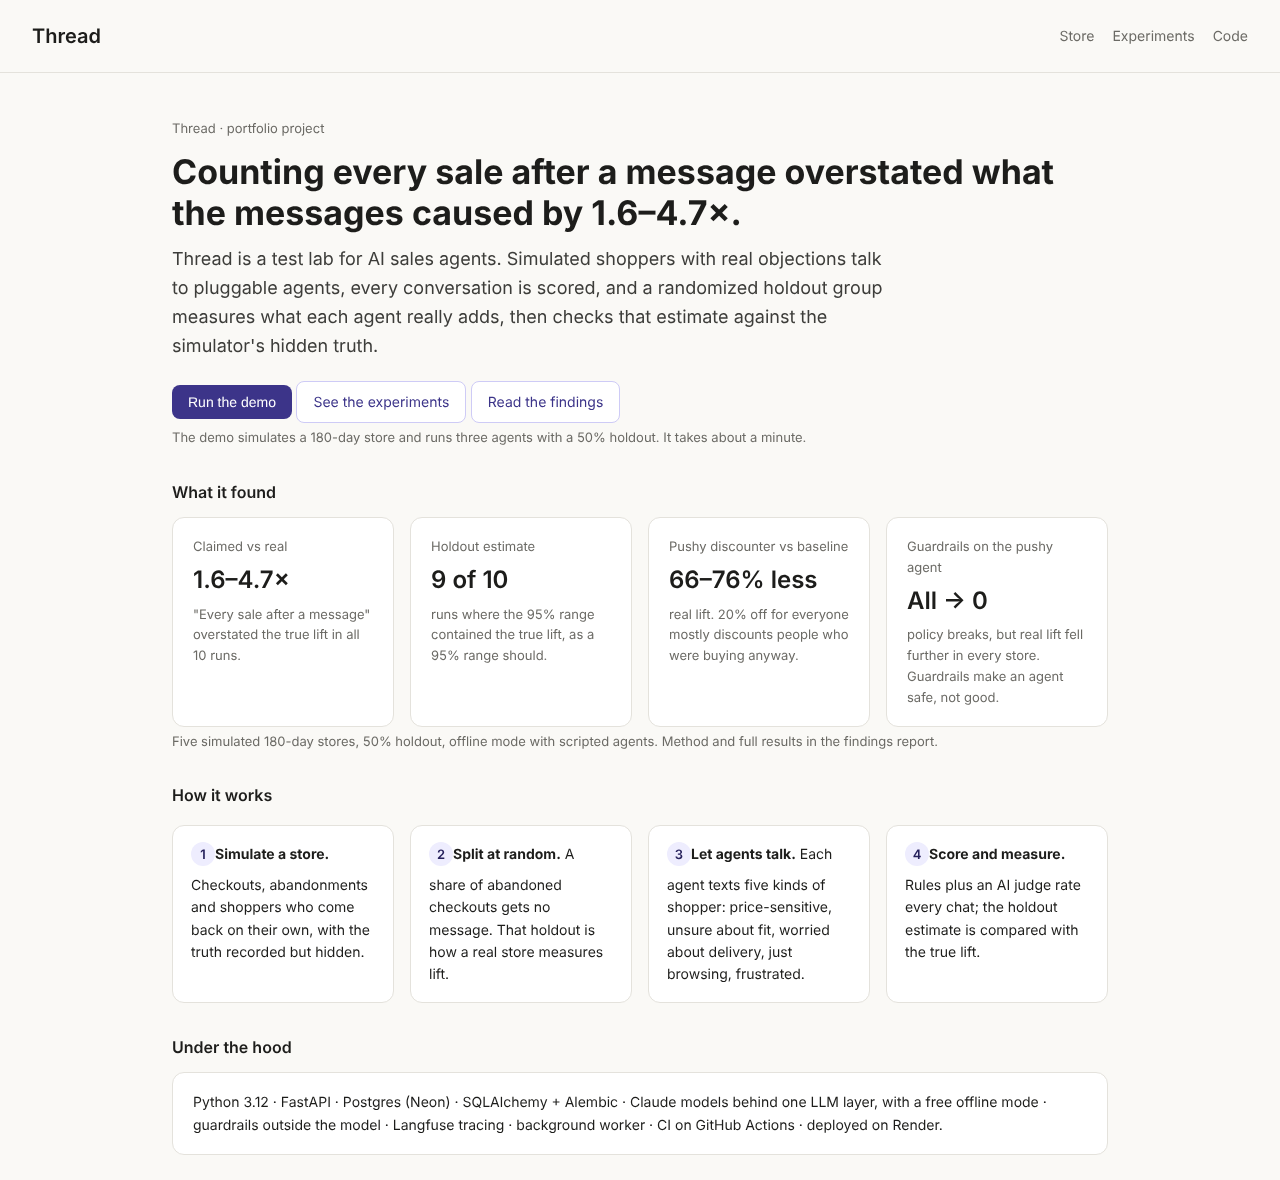 Thread
Store Experiments Code
Thread · portfolio project
Counting every sale after a message overstated what
the messages caused by 1.6–4.7×.
Thread is a test lab for AI sales agents. Simulated shoppers with real objections talk
to pluggable agents, every conversation is scored, and a randomized holdout group
measures what each agent really adds, then checks that estimate against the
simulator's hidden truth.
Run the demo
See the experiments
Read the findings
The demo simulates a 180-day store and runs three agents with a 50% holdout. It takes about a minute.
What it found
Claimed vs real
1.6–4.7×
"Every sale after a message"
overstated the true lift in all
10 runs.
Holdout estimate
9 of 10
runs where the 95% range
contained the true lift, as a
95% range should.
Pushy discounter vs baseline
66–76% less
real lift. 20% off for everyone
mostly discounts people who
were buying anyway.
Guardrails on the pushy
agent
All → 0
policy breaks, but real lift fell
further in every store.
Guardrails make an agent
safe, not good.
Five simulated 180-day stores, 50% holdout, offline mode with scripted agents. Method and full results in the findings report.
How it works
1 Simulate a store.
Checkouts, abandonments
and shoppers who come
back on their own, with the
truth recorded but hidden.
2 Split at random. A
share of abandoned
checkouts gets no
message. That holdout is
how a real store measures
lift.
3 Let agents talk. Each
agent texts five kinds of
shopper: price-sensitive,
unsure about fit, worried
about delivery, just
browsing, frustrated.
4 Score and measure.
Rules plus an AI judge rate
every chat; the holdout
estimate is compared with
the true lift.
Under the hood
Python 3.12 · FastAPI · Postgres (Neon) · SQLAlchemy + Alembic · Claude models behind one LLM layer, with a free offline mode ·
guardrails outside the model · Langfuse tracing · background worker · CI on GitHub Actions · deployed on Render.